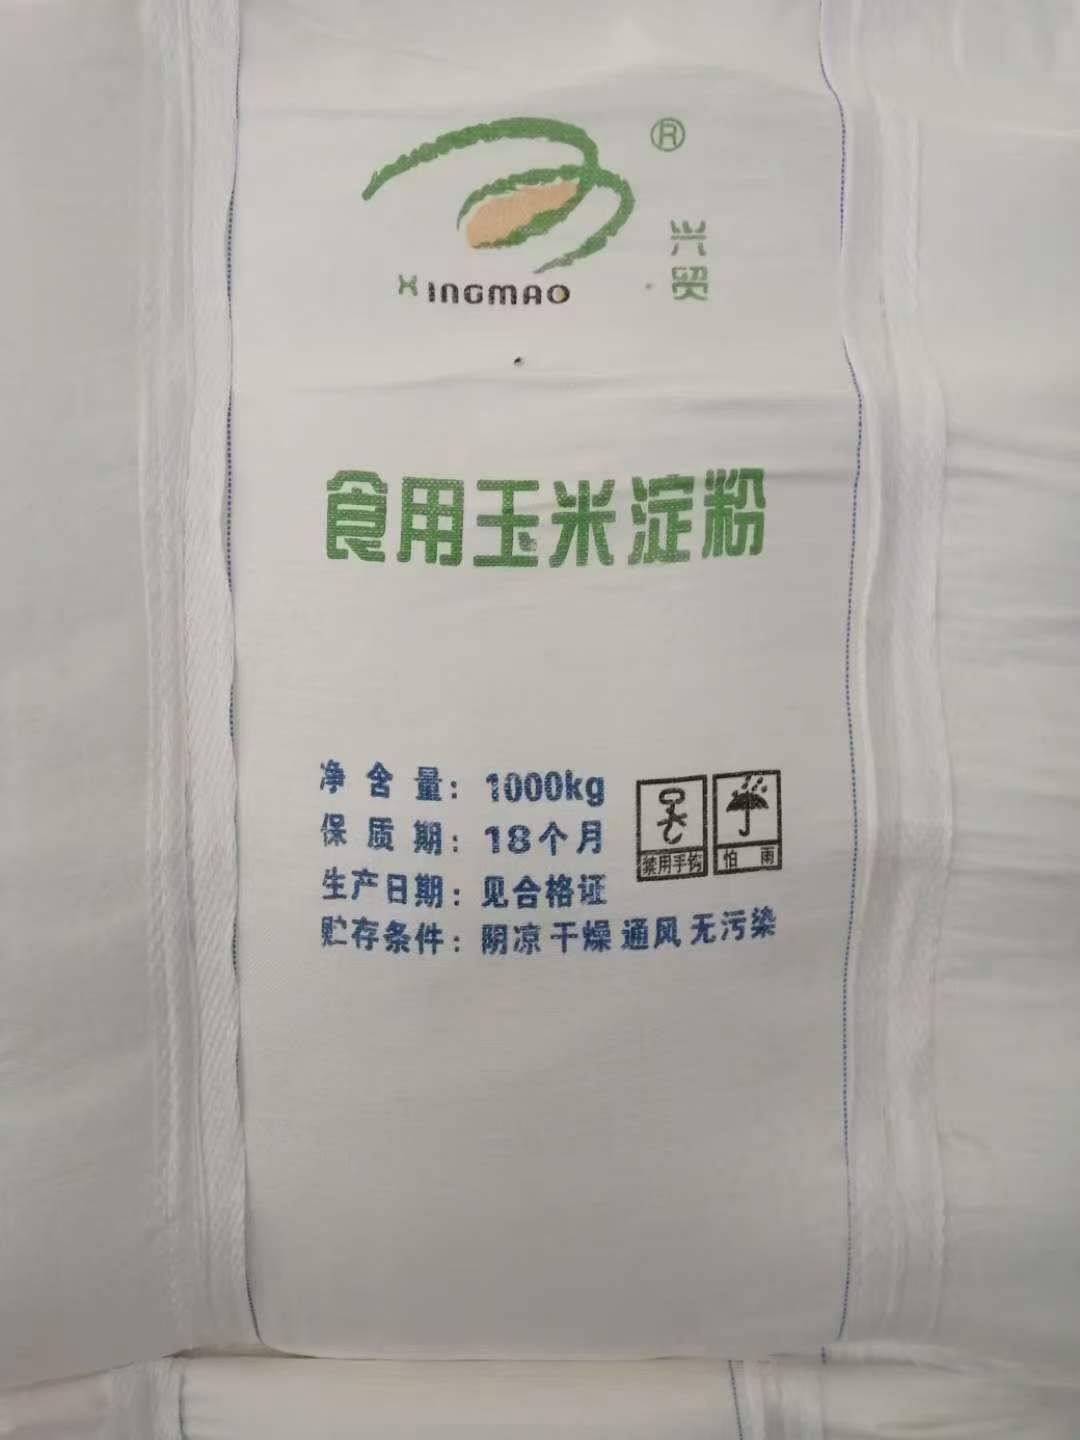 ®
兴贸
XINGMAO
食用玉米淀粉
净含量：1000kg
保质期：18个月
生产日期：见合格证
贮存条件：阴凉 干燥 通风 无污染
禁用手钩
怕雨